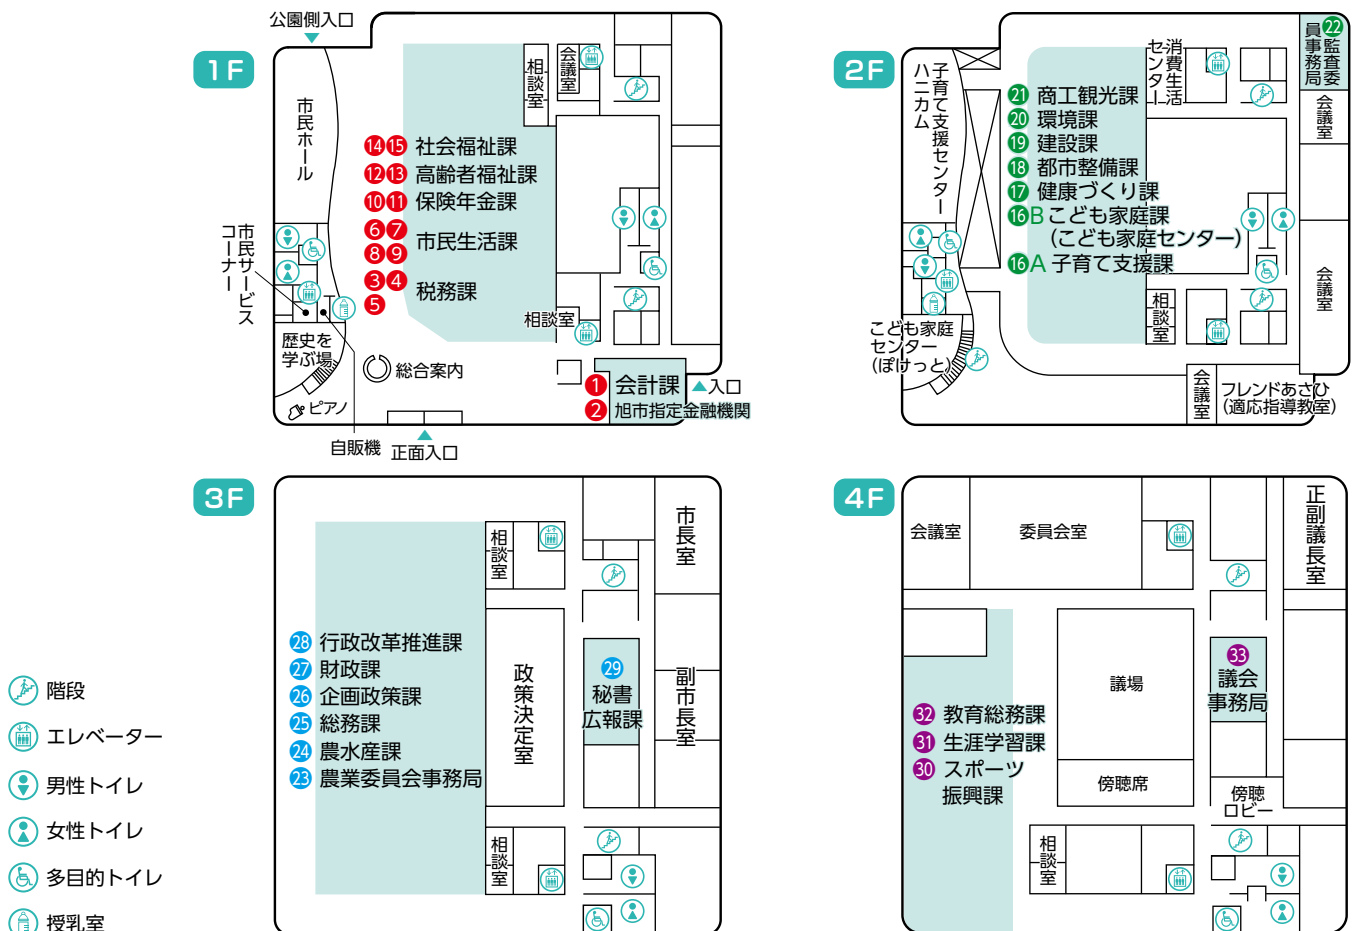 1F
公園側入口
市民ホール
相談室
会議室
⑭⑮ 社会福祉課
⑫⑬ 高齢者福祉課
⑩⑪ 保険年金課
⑥⑦
⑧⑨
市民生活課
③④
⑤
税務課
市民サービス
コーナー
歴史を
学ぶ場
ピアノ
自販機
総合案内
正面入口
相談室
① 会計課
② 旭市指定金融機関
入口
2F
子育て支援センター
ハニカム
消費生活
センター
㉒監査委
員事務局
会議室
会議室
㉑ 商工観光課
⑳ 環境課
⑲ 建設課
⑱ 都市整備課
⑰ 健康づくり課
⑯B こども家庭課
(こども家庭センター)
⑯A 子育て支援課
相談室
こども家庭
センター
(ぽけっと)
会議室
フレンドあさひ
(適応指導教室)
3F
相談室
市長室
㉘ 行政改革推進課
㉗ 財政課
㉖ 企画政策課
㉕ 総務課
㉔ 農水産課
㉓ 農業委員会事務局
政策決定室
㉙
秘書
広報課
副市長室
相談室
4F
会議室
委員会室
正副議長室
議場
傍聴席
㉝
議会
事務局
傍聴
ロビー
㉜ 教育総務課
㉛ 生涯学習課
㉚ スポーツ
振興課
相談室
階段
エレベーター
男性トイレ
女性トイレ
多目的トイレ
授乳室